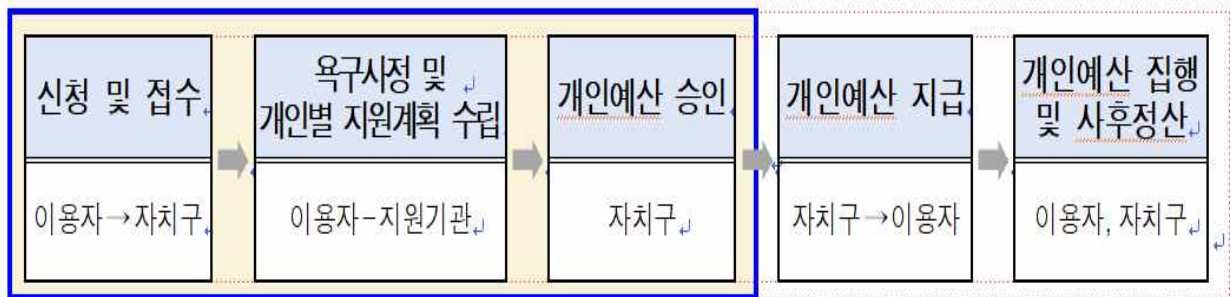 신청 및 접수
욕구사정 및
개인별 지원계획 수립
개인예산 승인
개인예산 지급
개인예산 집행
및 사후정산
이용자→자치구
이용자-지원기관
자치구
자치구→이용자
이용자, 자치구